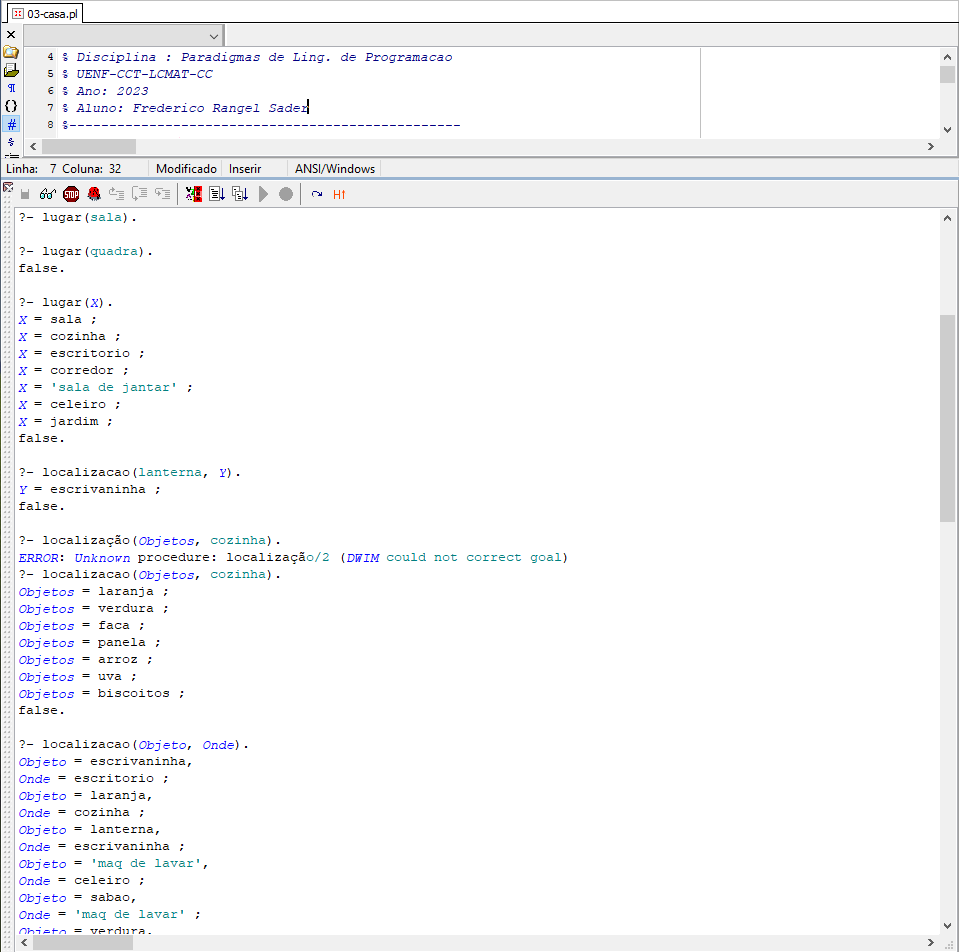 03-casa.pl
4 % Disciplina : Paradigmas de Ling. de Programacao
5 % UENF-CCT-LCMAT-CC
6 % Ano: 2023
7 % Aluno: Frederico Rangel Sader
8 %--------------------------------------------------
Linha: 7 Coluna: 32 Modificado Inserir ANSI/Windows
STOP H↑
?- lugar(sala).
?- lugar(quadra).
false.
?- lugar(X).
X = sala ;
X = cozinha ;
X = escritorio ;
X = corredor ;
X = 'sala de jantar' ;
X = celeiro ;
X = jardim ;
false.
?- localizacao(lanterna, Y).
Y = escrivaninha ;
false.
?- localização(Objetos, cozinha).
ERROR: Unknown procedure: localização/2 (DWIM could not correct goal)
?- localizacao(Objetos, cozinha).
Objetos = laranja ;
Objetos = verdura ;
Objetos = faca ;
Objetos = panela ;
Objetos = arroz ;
Objetos = uva ;
Objetos = biscoitos ;
false.
?- localizacao(Objeto, Onde).
Objeto = escrivaninha,
Onde = escritorio ;
Objeto = laranja,
Onde = cozinha ;
Objeto = lanterna,
Onde = escrivaninha ;
Objeto = 'maq de lavar',
Onde = celeiro ;
Objeto = sabao,
Onde = 'maq de lavar' ;
Objeto = verdura,